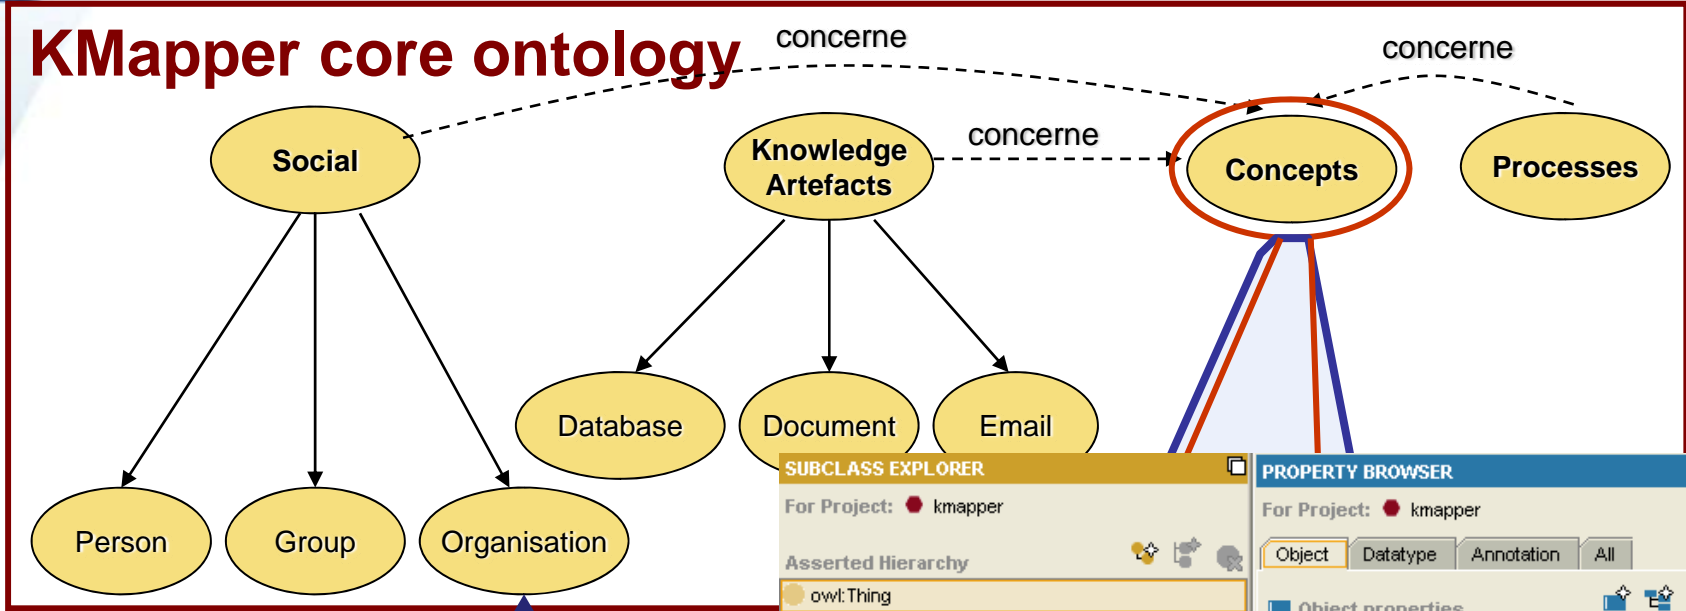 KMapper core ontology
concerne
concerne
Social
Knowledge
Artefacts
concerne
Concepts
Processes
Database
Document
Email
Person
Group
Organisation
SUBCLASS EXPLORER
For Project: kmapper
Asserted Hierarchy
owl:Thing
PROPERTY BROWSER
For Project: kmapper
Object Datatype Annotation All
Object properties